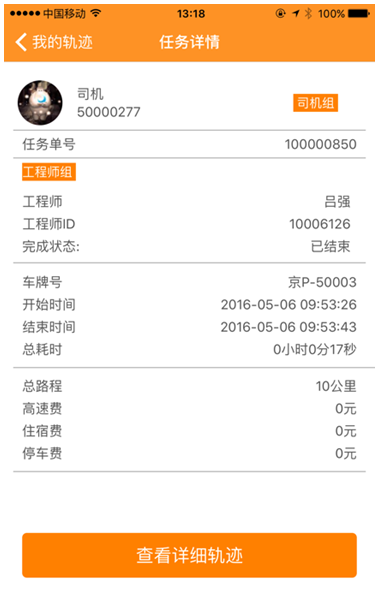 中国移动 13:18 100%
我的轨迹 任务详情
司机
50000277 司机组
任务单号 100000850
工程师组
工程师 吕强
工程师ID 10006126
完成状态: 已结束
车牌号 京P-50003
开始时间 2016-05-06 09:53:26
结束时间 2016-05-06 09:53:43
总耗时 0小时0分17秒
总路程 10公里
高速费 0元
住宿费 0元
停车费 0元
查看详细轨迹